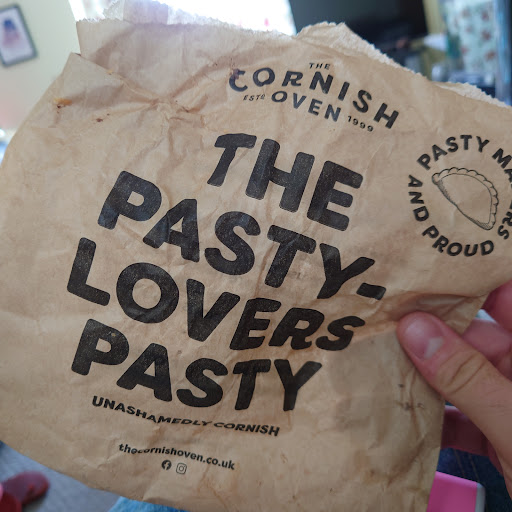 THE
CORNISH
ESTD OVEN 1999
THE
PASTY-
LOVERS
PASTY
UNASHAMEDLY CORNISH
thecornishoven.co.uk
PASTY MAKERS
AND PROUD